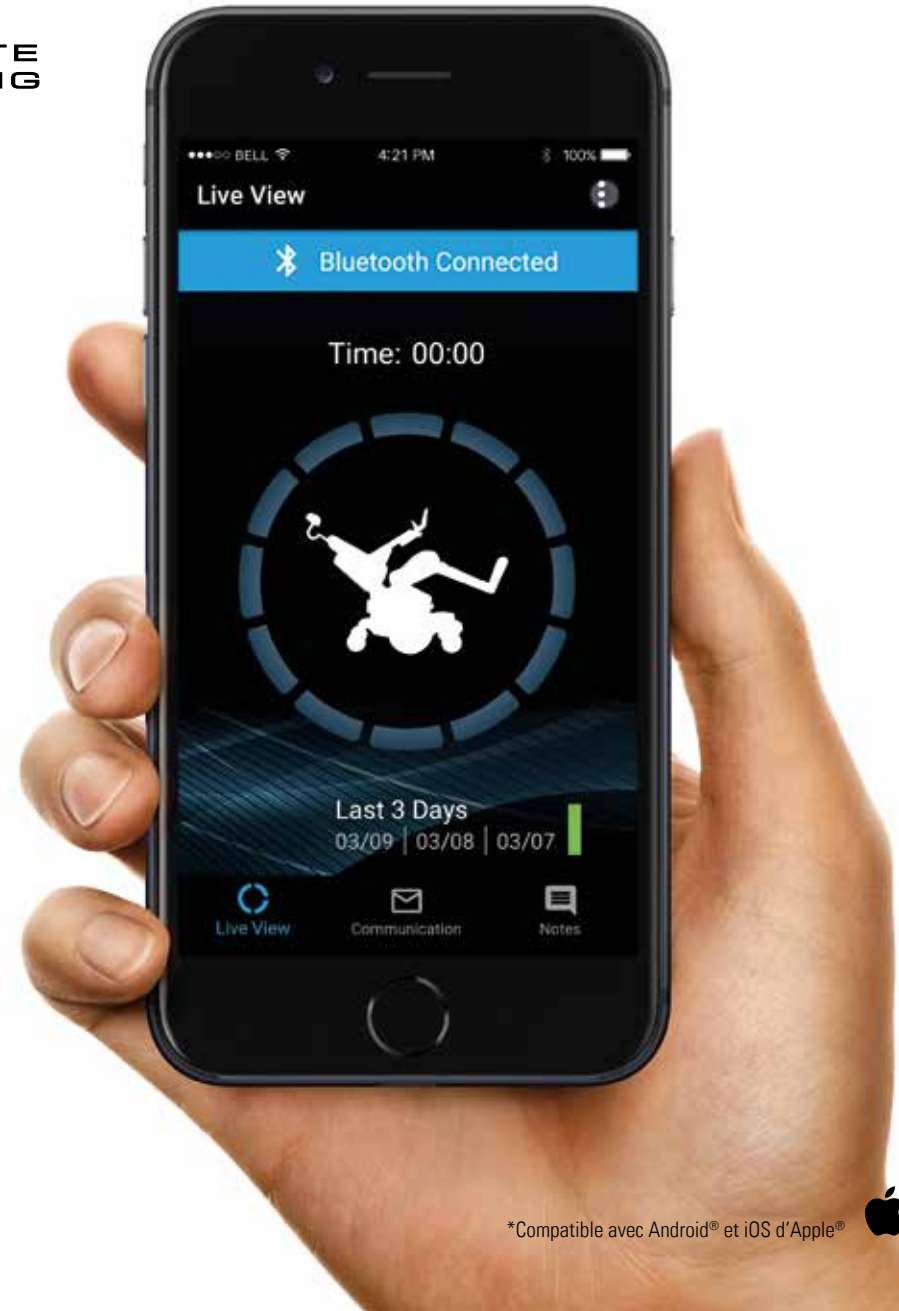 ●●●○○ BELL 4:21 PM 100%
Live View
Bluetooth Connected
Time: 00:00
Last 3 Days
03/09 | 03/08 | 03/07
Live View Communication Notes
*Compatible avec Android® et iOS d’Apple®